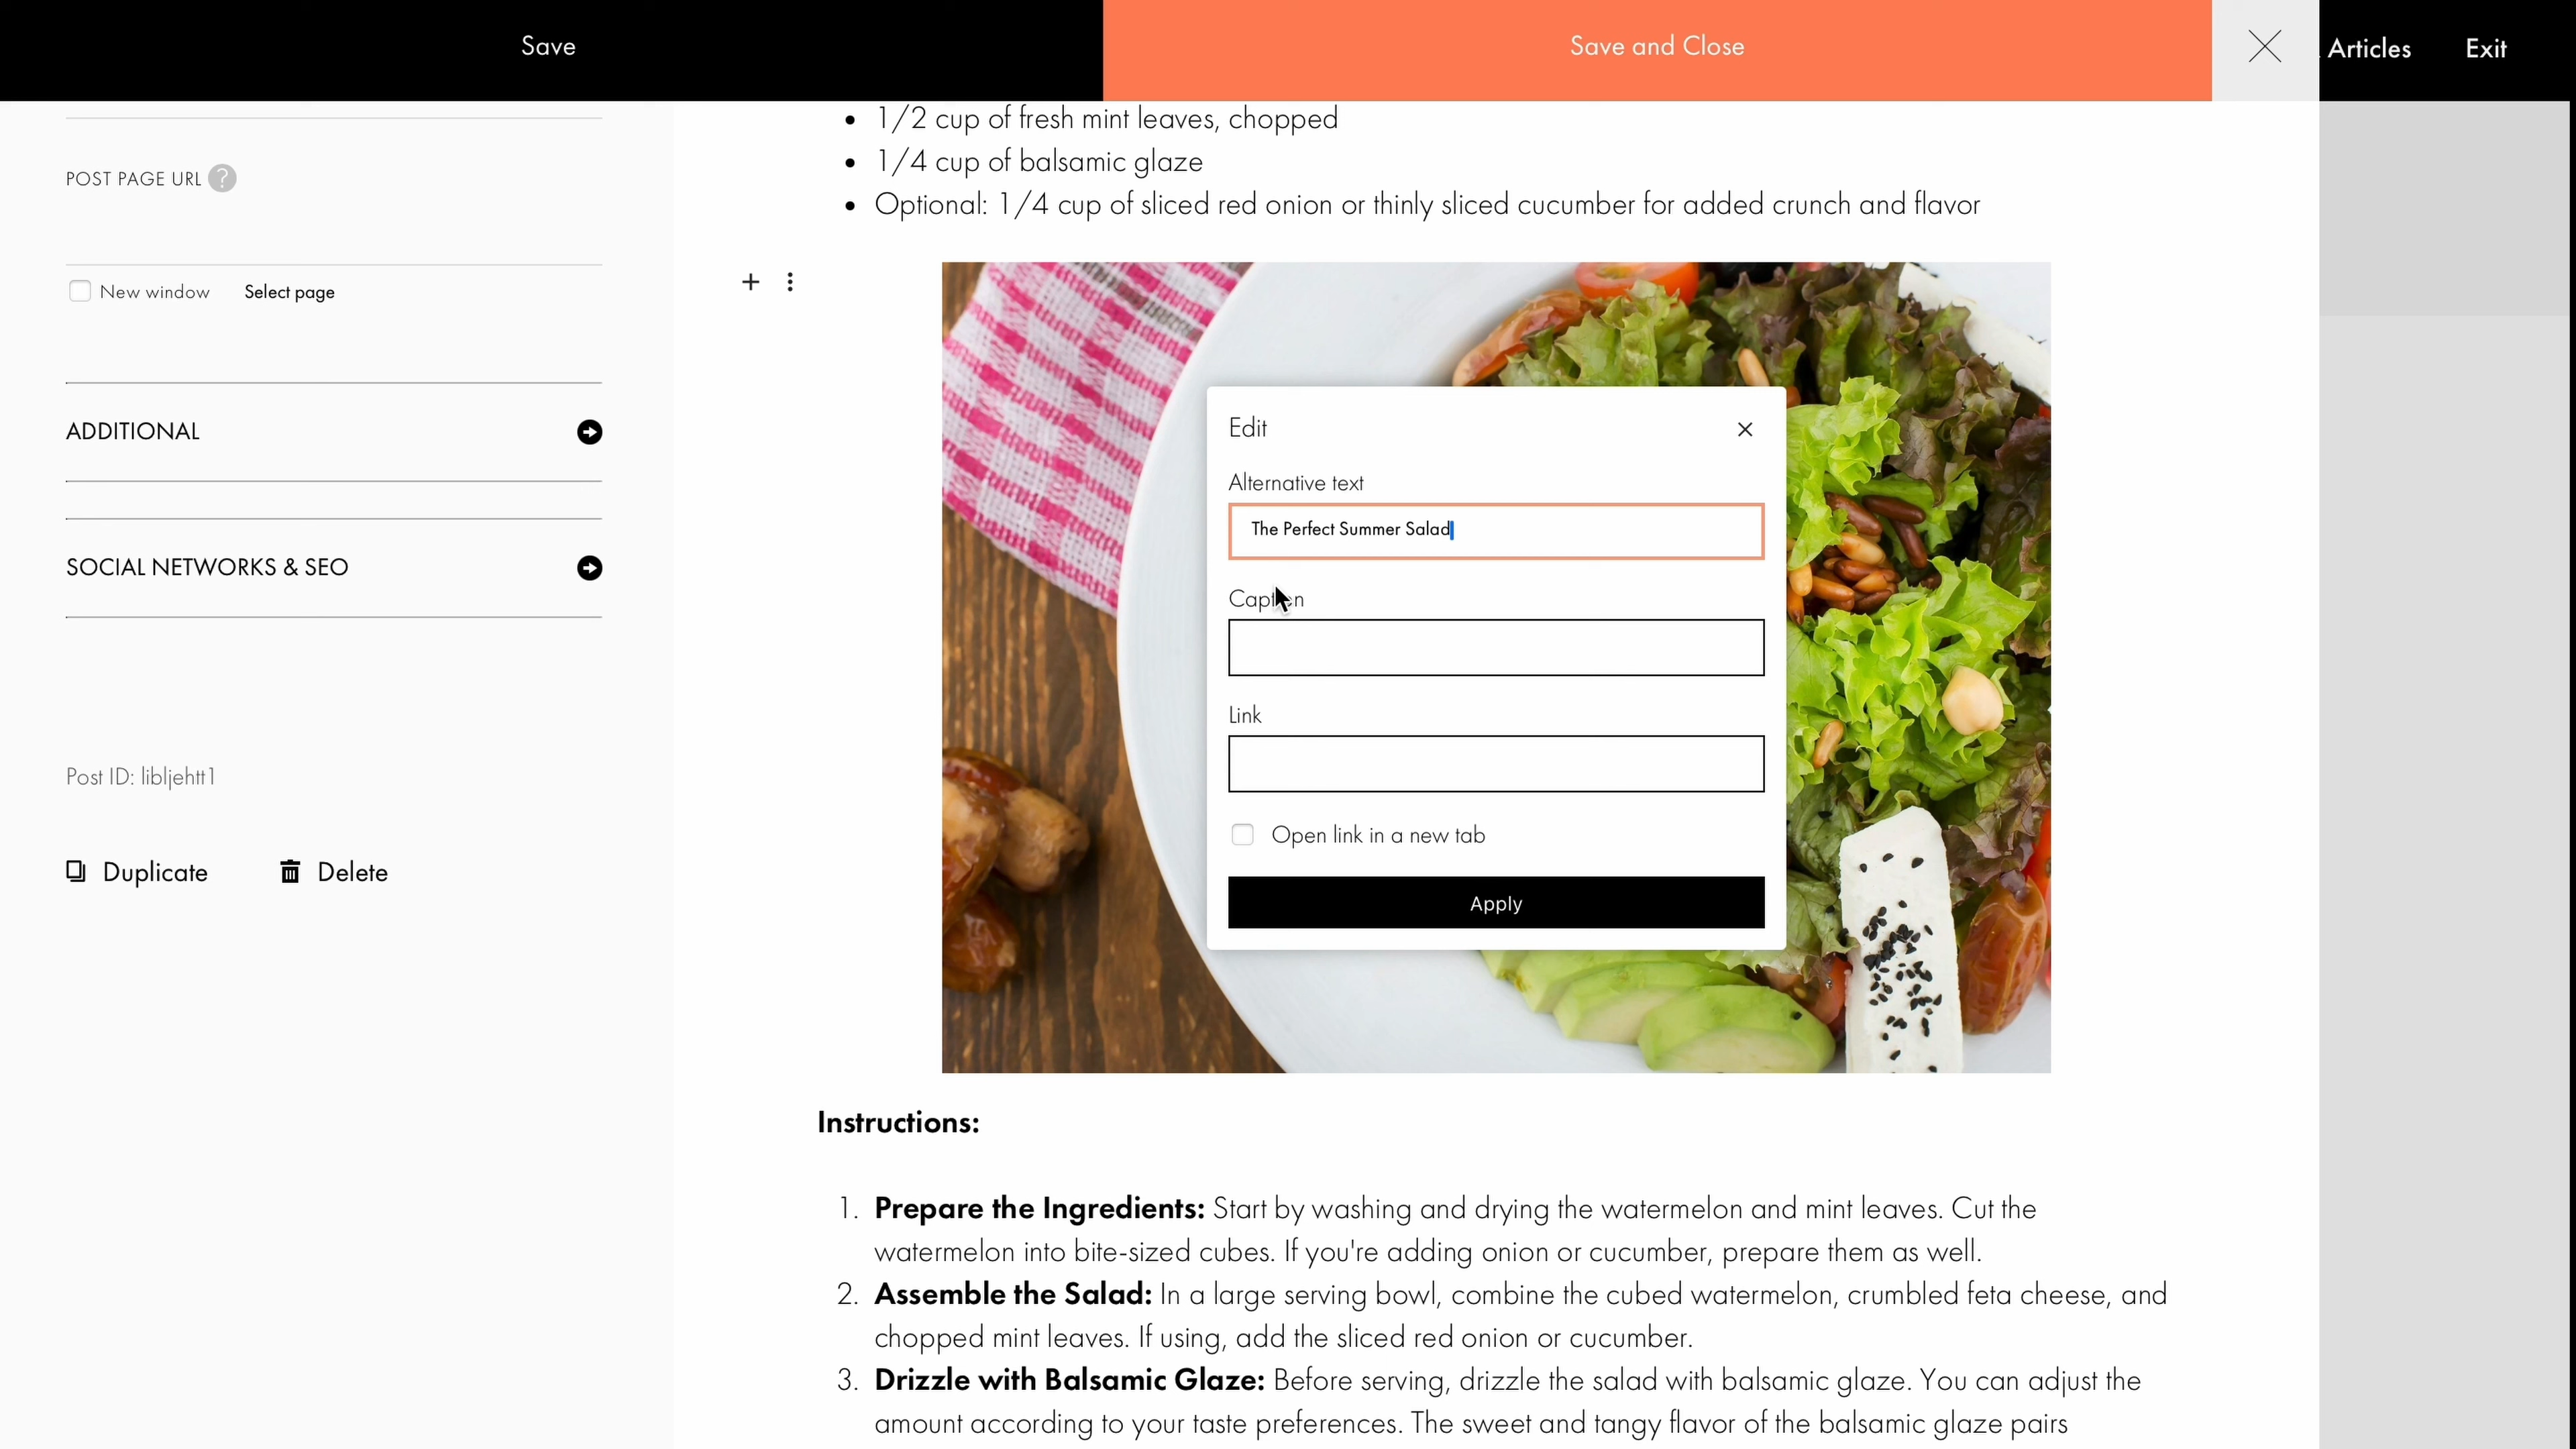 Save
Save and Close
Articles
Exit
POST PAGE URL ?
New window
Select page
ADDITIONAL
SOCIAL NETWORKS & SEO
Post ID: libljehtt1
Duplicate
Delete
1/2 cup of fresh mint leaves, chopped
1/4 cup of balsamic glaze
Optional: 1/4 cup of sliced red onion or thinly sliced cucumber for added crunch and flavor
Edit
Alternative text
The Perfect Summer Salad
Caption
Link
Open link in a new tab
Apply
Instructions:
1. Prepare the Ingredients: Start by washing and drying the watermelon and mint leaves. Cut the
watermelon into bite-sized cubes. If you're adding onion or cucumber, prepare them as well.
2. Assemble the Salad: In a large serving bowl, combine the cubed watermelon, crumbled feta cheese, and
chopped mint leaves. If using, add the sliced red onion or cucumber.
3. Drizzle with Balsamic Glaze: Before serving, drizzle the salad with balsamic glaze. You can adjust the
amount according to your taste preferences. The sweet and tangy flavor of the balsamic glaze pairs